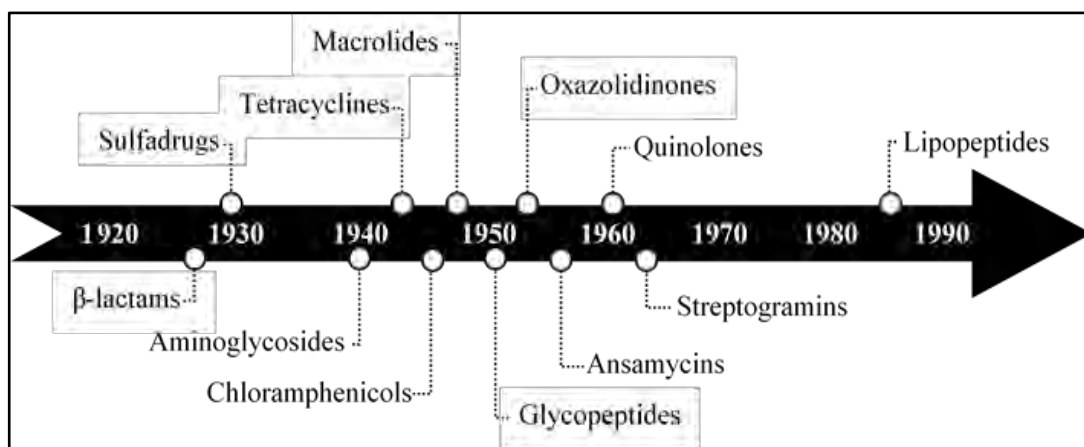 Macrolides
Oxazolidinones
Tetracyclines
Sulfadrugs
Quinolones
Lipopeptides
1920 1930 1940 1950 1960 1970 1980 1990
β-lactams
Aminoglycosides
Streptogramins
Chloramphenicols
Ansamycins
Glycopeptides